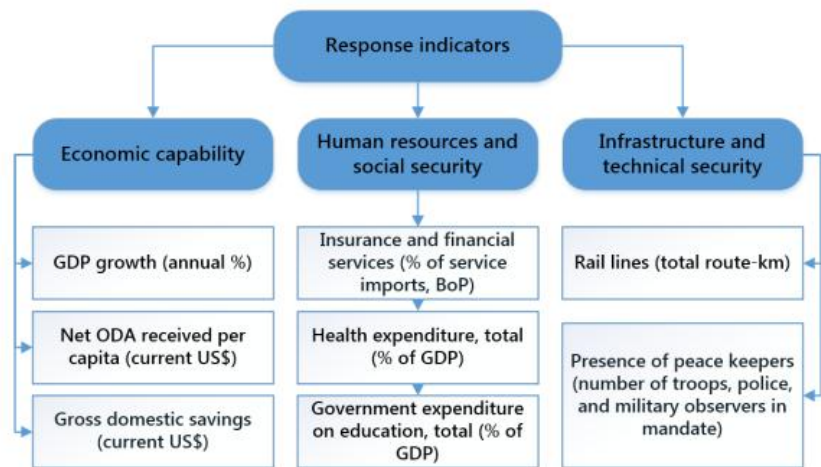 Response indicators
Economic capability
Human resources and
social security
Infrastructure and
technical security
GDP growth (annual %)
Insurance and financial
services (% of service
imports, BoP)
Rail lines (total route-km)
Net ODA received per
capita (current US$)
Health expenditure, total
(% of GDP)
Presence of peace keepers
(number of troops, police,
and military observers in
mandate)
Gross domestic savings
(current US$)
Government expenditure
on education, total (% of
GDP)